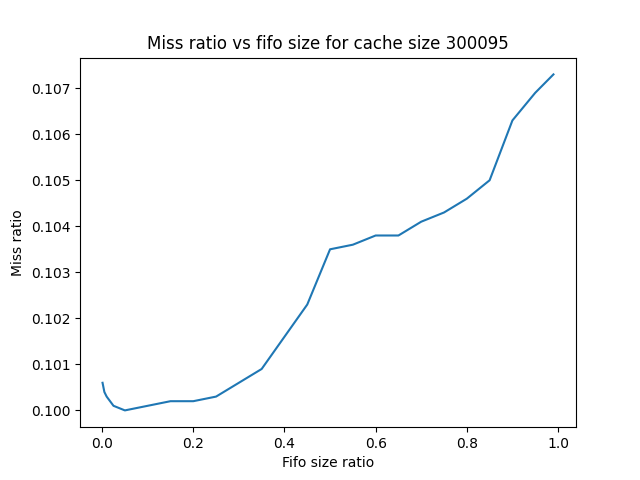 Miss ratio vs fifo size for cache size 300095
0.107
0.106
0.105
0.104
0.103
0.102
0.101
0.100
Miss ratio
0.0 0.2 0.4 0.6 0.8 1.0
Fifo size ratio